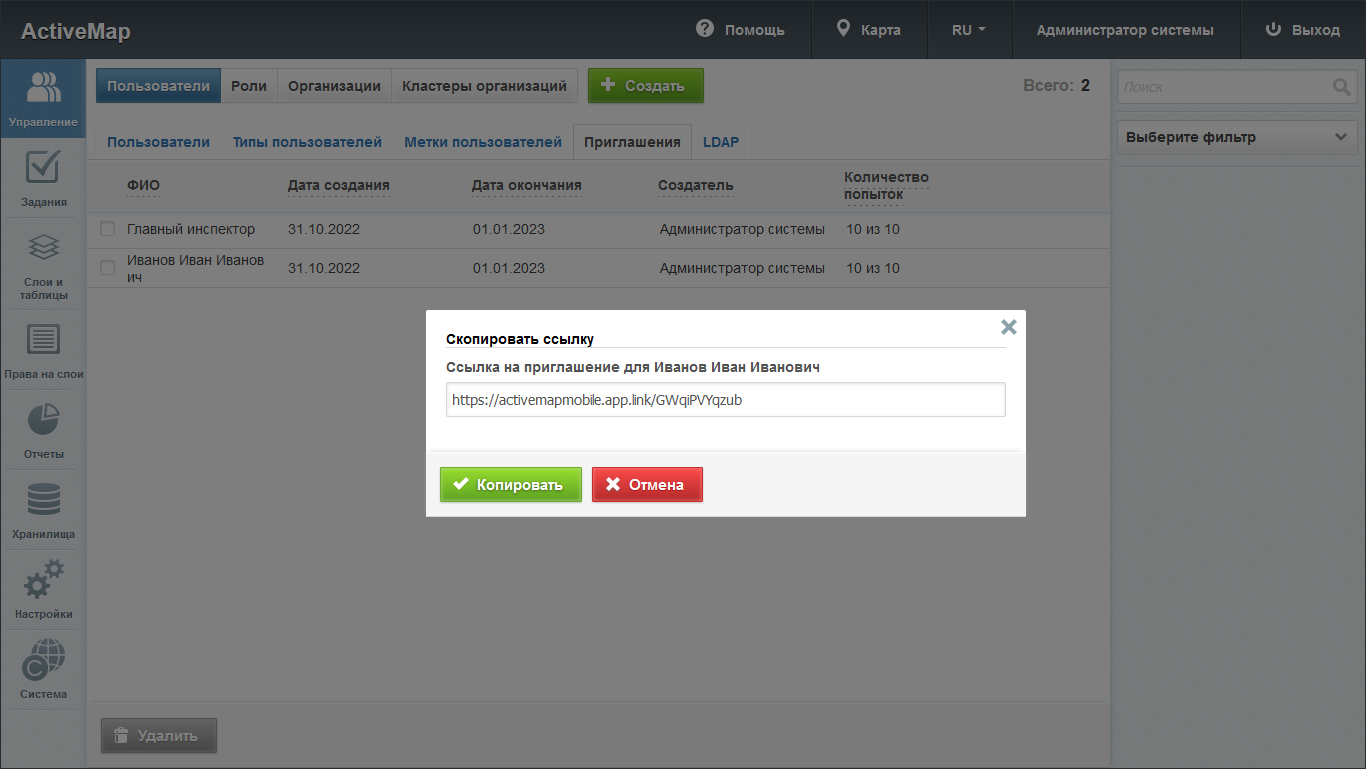 ActiveMap
Помощь
Карта
RU
Администратор системы
Выход
Управление
Задания
Слои и
таблицы
Права на слои
Отчеты
Хранилища
Настройки
Система
Пользователи
Роли
Организации
Кластеры организаций
Создать
Всего: 2
Пользователи
Типы пользователей
Метки пользователей
Приглашения
LDAP
ФИО
Дата создания
Дата окончания
Создатель
Количество
попыток
Главный инспектор
31.10.2022
01.01.2023
Администратор системы
10 из 10
Иванов Иван Иванов
ич
31.10.2022
01.01.2023
Администратор системы
10 из 10
Поиск
Выберите фильтр
Скопировать ссылку
Ссылка на приглашение для Иванов Иван Иванович
https://activemapmobile.app.link/GWqiPVYqzub
Копировать
Отмена
Удалить